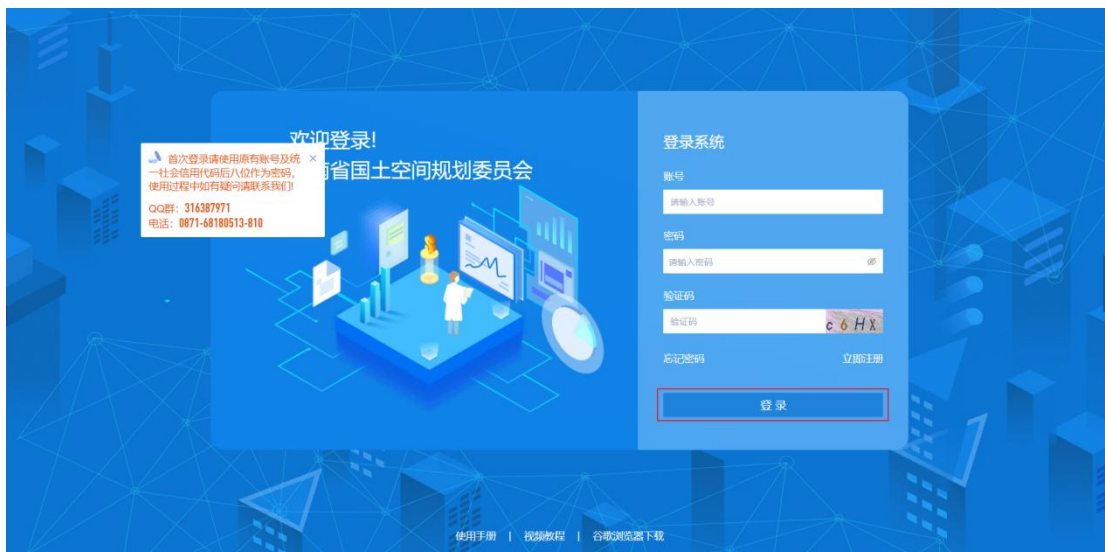 欢迎登录!
省国土空间规划委员会
首次登录请使用原有账号及统
一社会信用代码后八位作为密码,
使用过程中如有疑问请联系我们!
QQ群：316387971
电话：0871-68180513-810
登录系统
账号
请输入账号
密码
请输入密码
验证码
验证码
c 6 H X
忘记密码 立即注册
登 录
使用手册 | 视频教程 | 谷歌浏览器下载